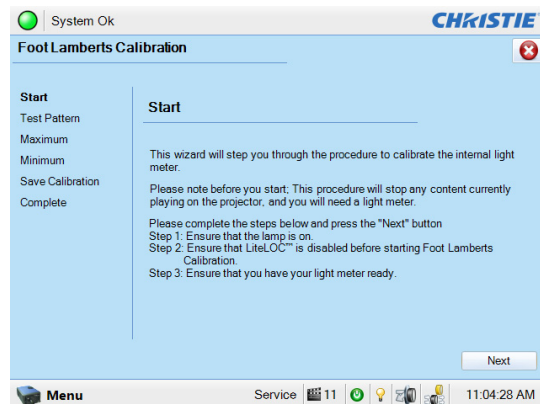 System Ok
CHRISTIE
Foot Lamberts Calibration
Start
Test Pattern
Maximum
Minimum
Save Calibration
Complete
Start
This wizard will step you through the procedure to calibrate the internal light
meter.
Please note before you start; This procedure will stop any content currently
playing on the projector, and you will need a light meter.
Please complete the steps below and press the "Next" button
Step 1: Ensure that the lamp is on.
Step 2: Ensure that LiteLOC™ is disabled before starting Foot Lamberts
Calibration.
Step 3: Ensure that you have your light meter ready.
Next
Menu
Service
11
11:04:28 AM